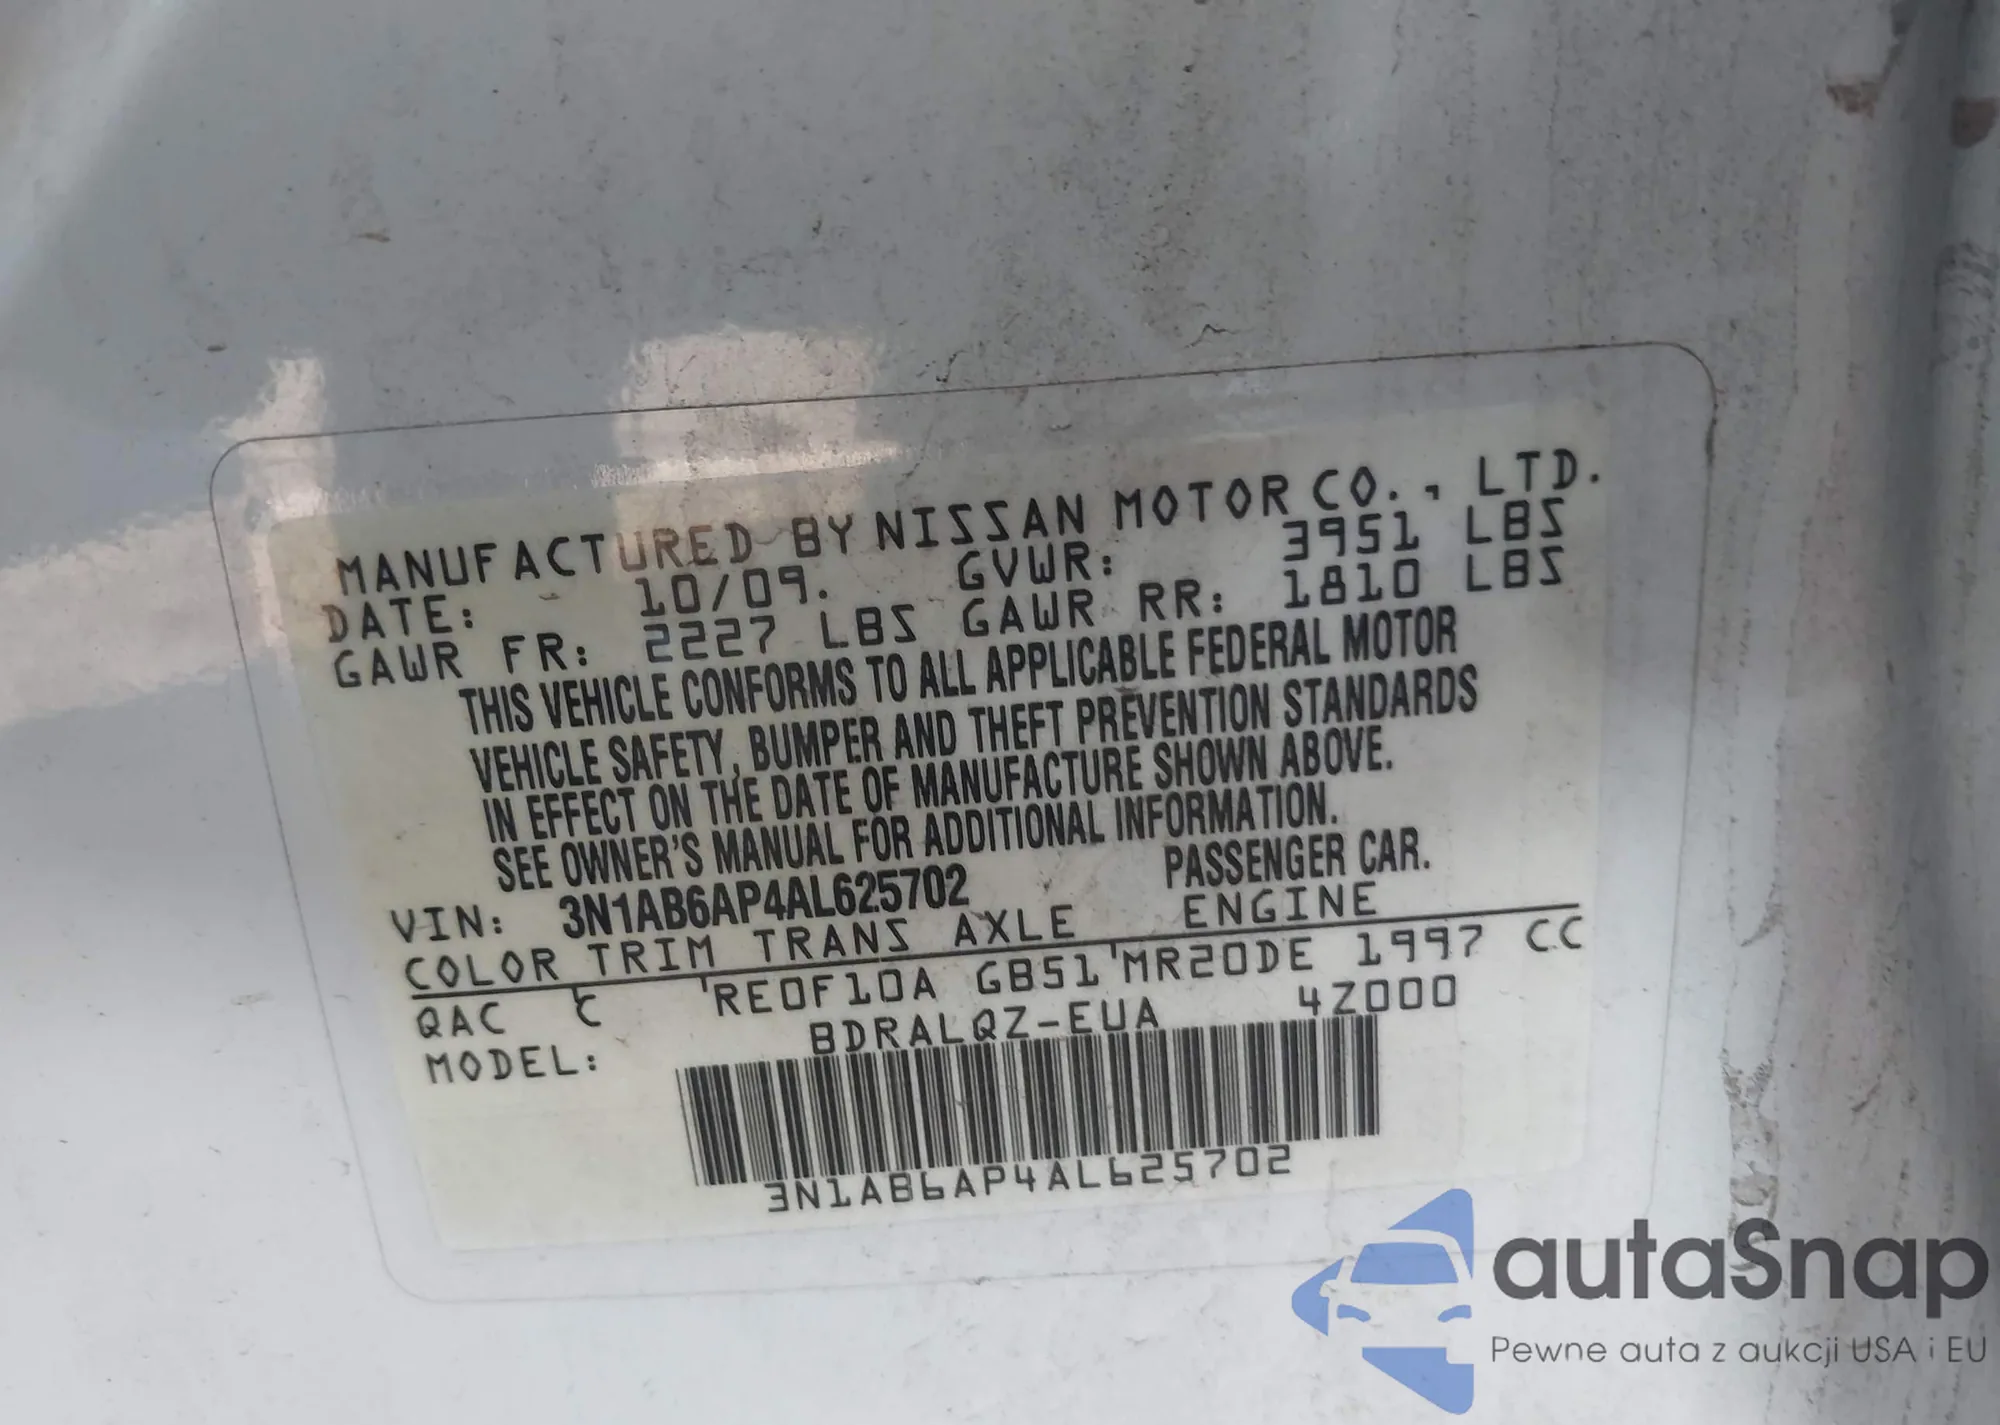 MANUFACTURED BY NISSAN MOTOR CO., LTD.
DATE: 10/09. GVWR: 3951 LBS
GAWR FR: 2227 LBS GAWR RR: 1810 LBS
THIS VEHICLE CONFORMS TO ALL APPLICABLE FEDERAL MOTOR
VEHICLE SAFETY, BUMPER AND THEFT PREVENTION STANDARDS
IN EFFECT ON THE DATE OF MANUFACTURE SHOWN ABOVE.
SEE OWNER'S MANUAL FOR ADDITIONAL INFORMATION.
VIN: 3N1AB6AP4AL625702 PASSENGER CAR.
COLOR TRIM TRANS AXLE ENGINE
QAC C RE0F10A GB51 MR20DE 1997 CC
MODEL: BDRALQZ-EUA 4Z000
3N1AB6AP4AL625702
autaSnap
Pewne auta z aukcji USA i EU